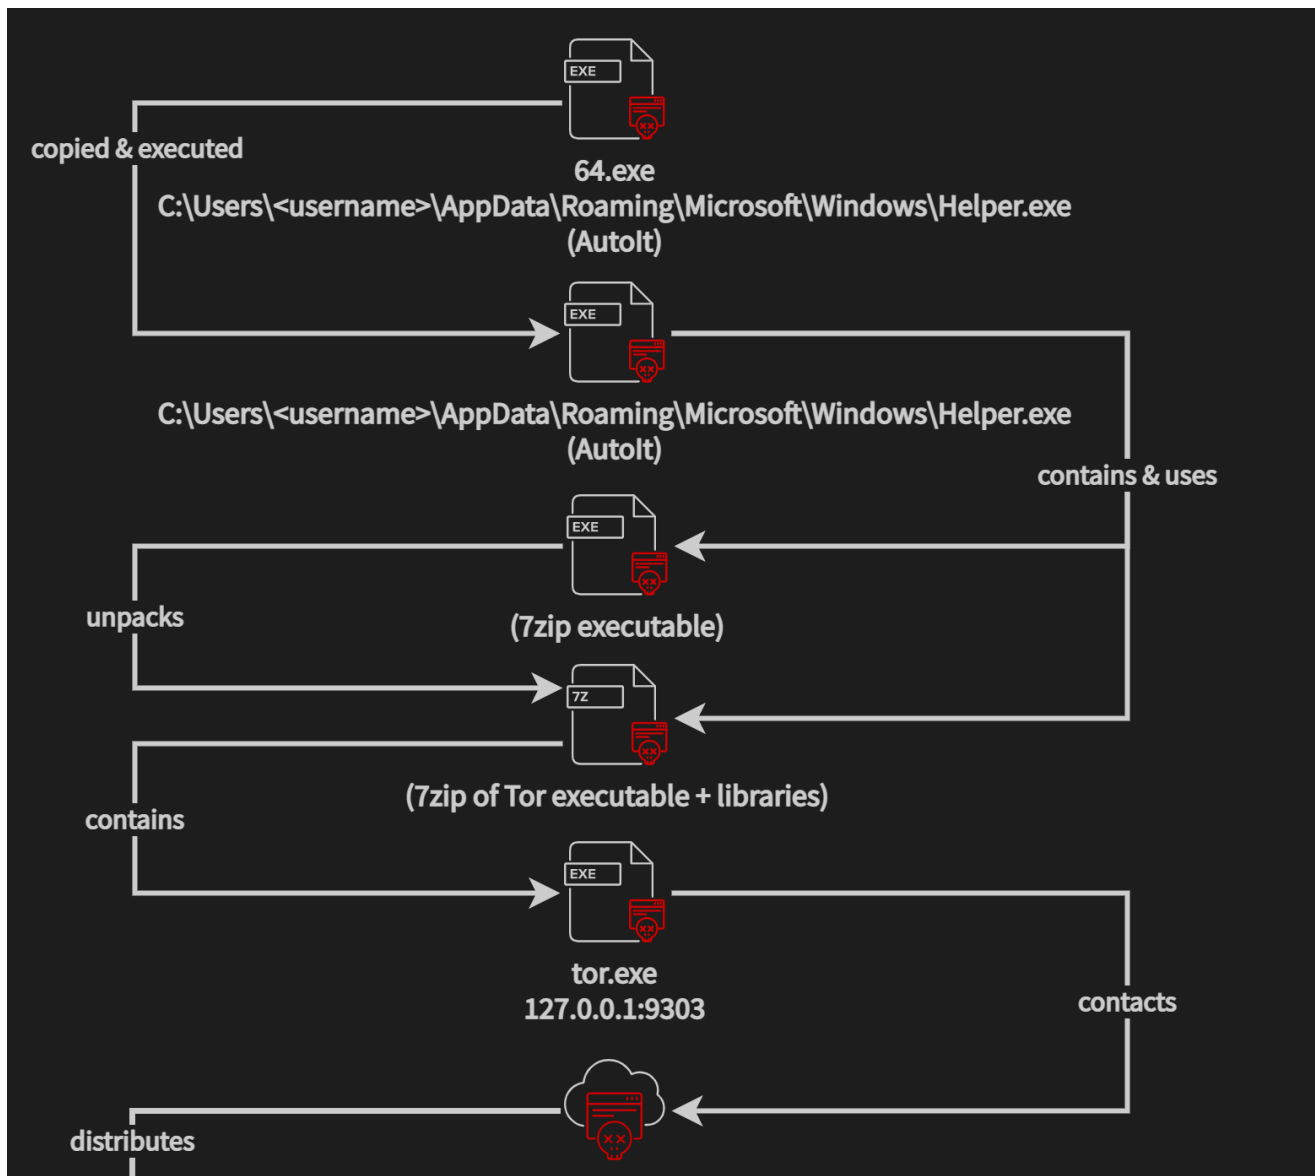 EXE
64.exe
copied & executed
C:\Users\<username>\AppData\Roaming\Microsoft\Windows\Helper.exe
(AutoIt)
EXE
C:\Users\<username>\AppData\Roaming\Microsoft\Windows\Helper.exe
(AutoIt)
contains & uses
EXE
(7zip executable)
unpacks
7Z
(7zip of Tor executable + libraries)
contains
EXE
tor.exe
127.0.0.1:9303
contacts
distributes